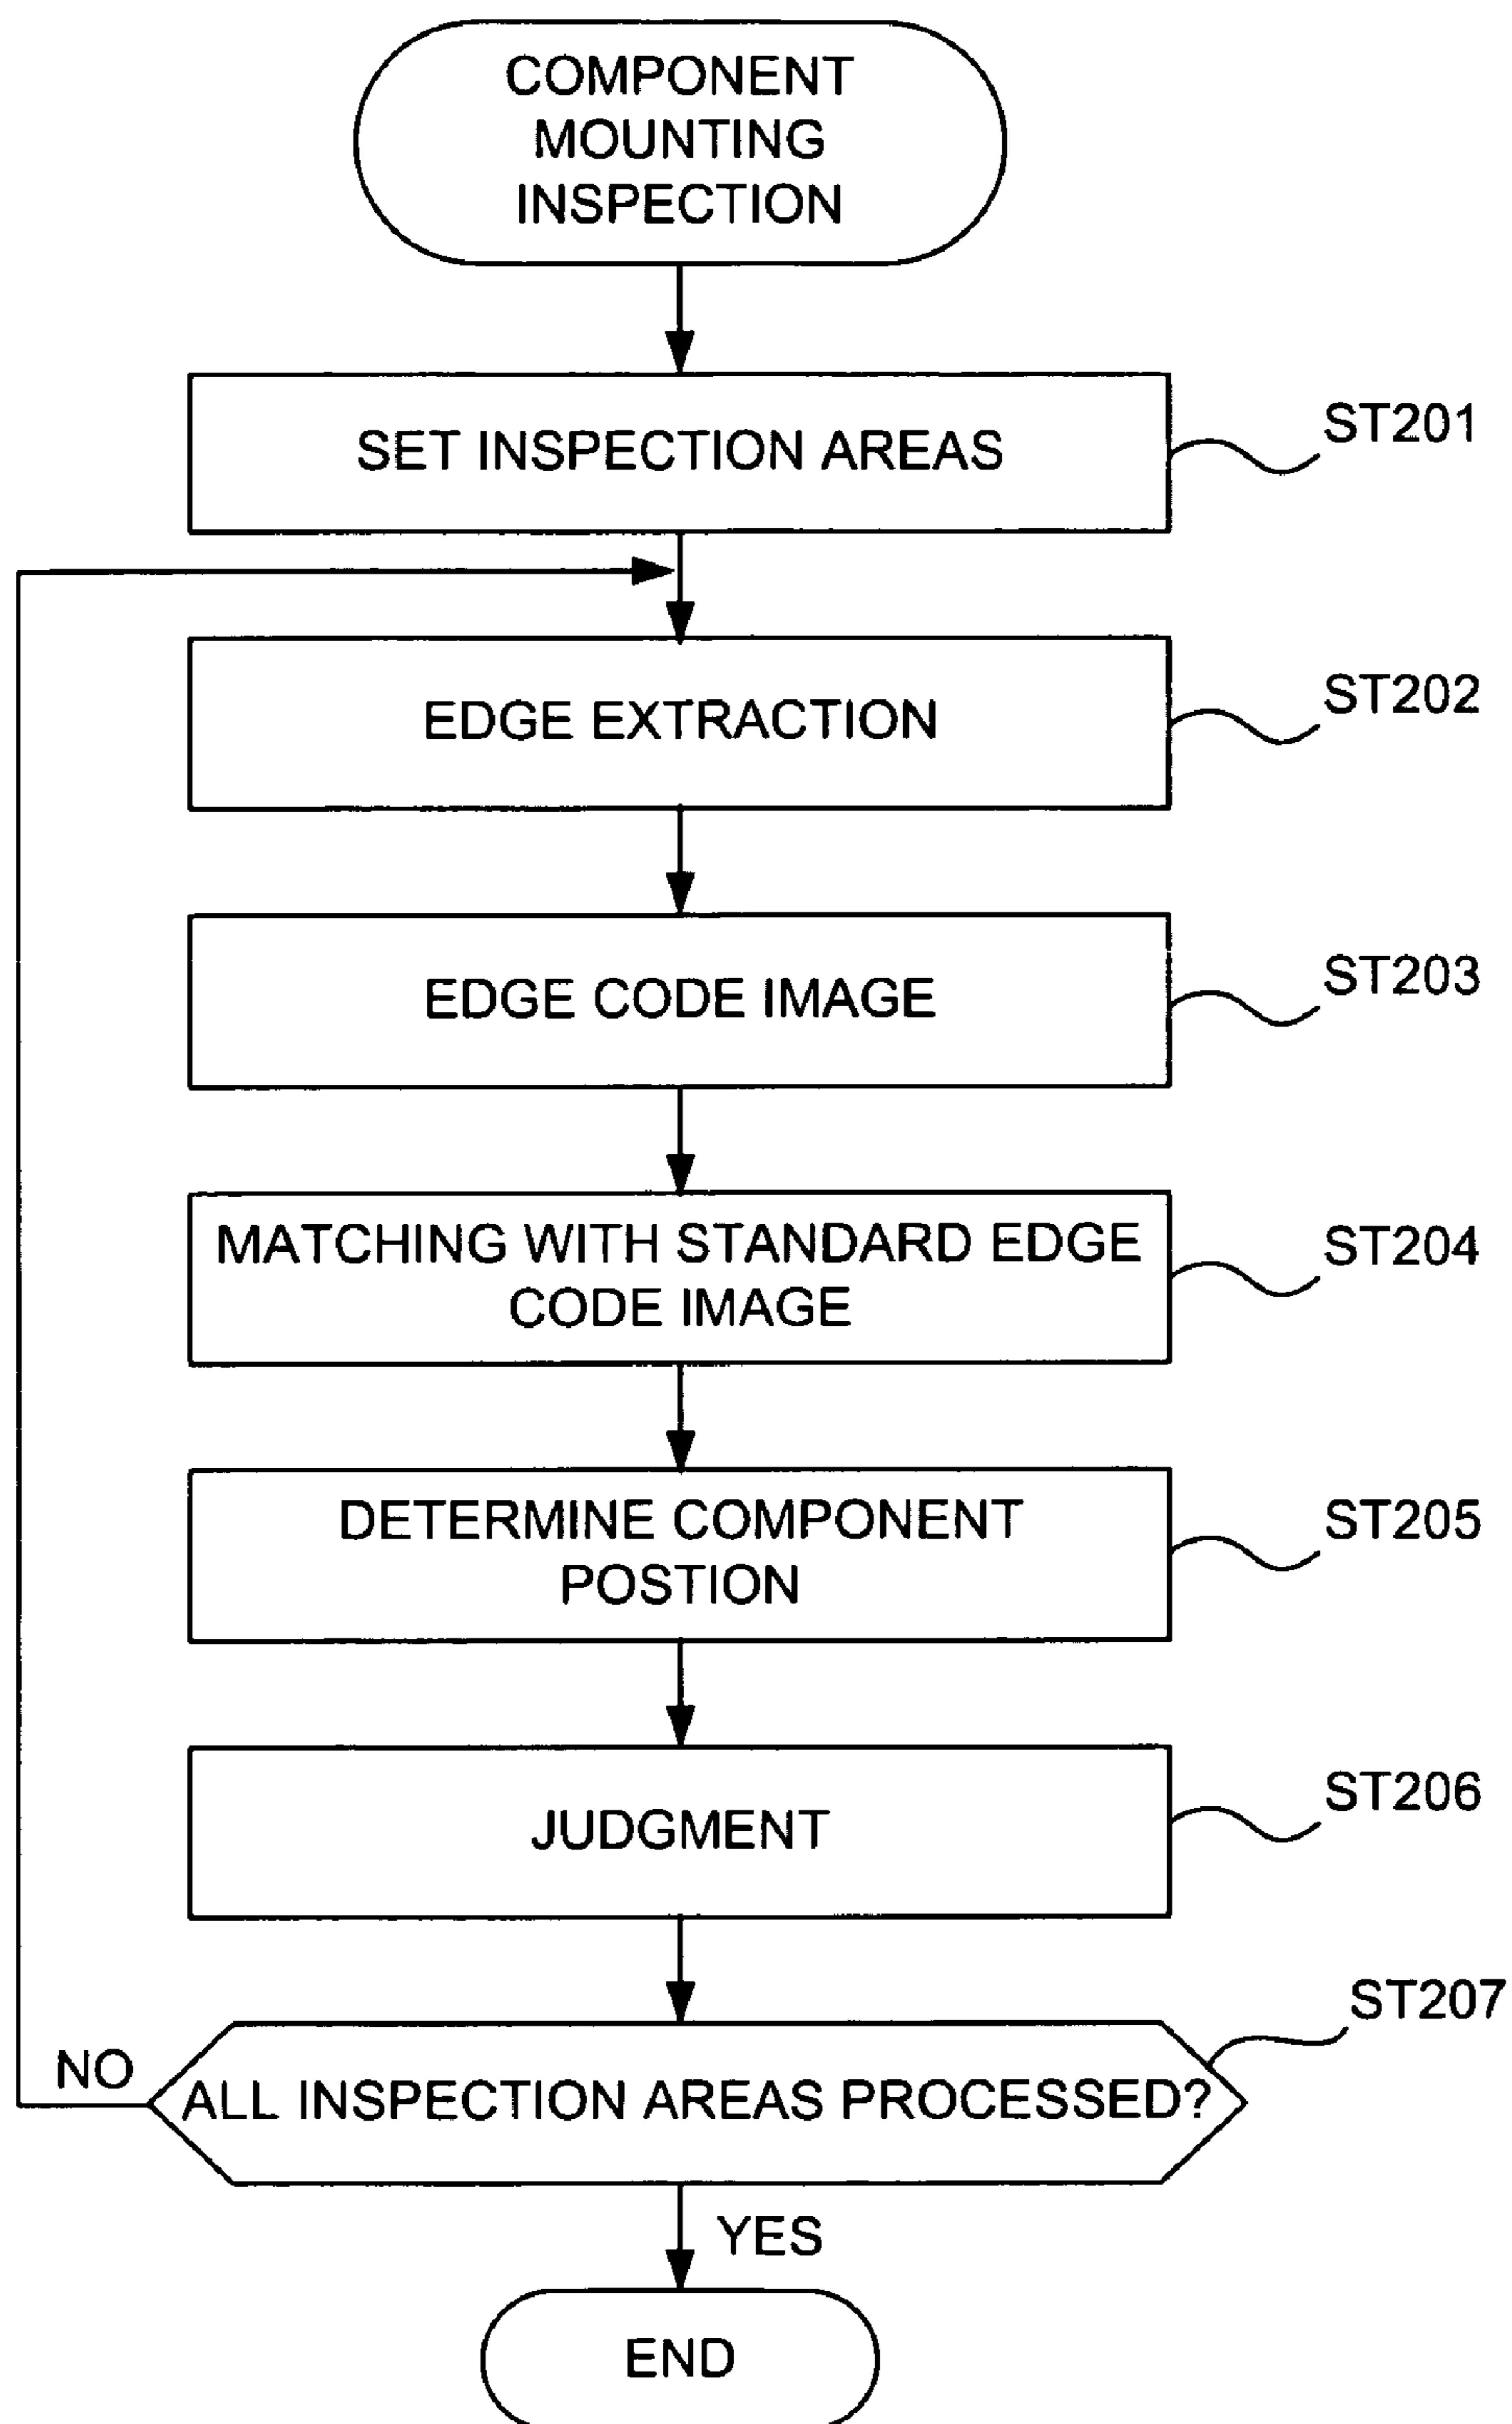 COMPONENT
MOUNTING
INSPECTION
SET INSPECTION AREAS
ST201
EDGE EXTRACTION
ST202
EDGE CODE IMAGE
ST203
MATCHING WITH STANDARD EDGE
CODE IMAGE
ST204
DETERMINE COMPONENT
POSTION
ST205
JUDGMENT
ST206
ALL INSPECTION AREAS PROCESSED?
ST207
NO
YES
END